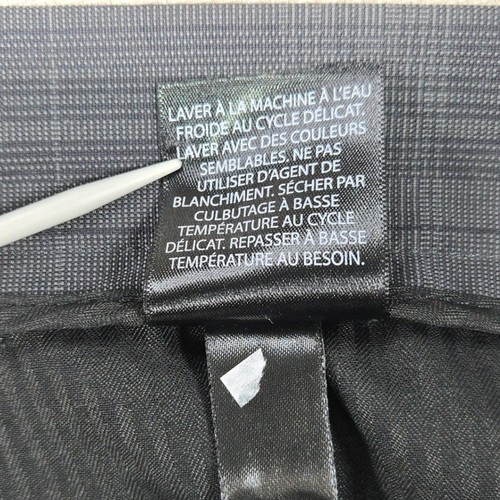 LAVER À LA MACHINE À L'EAU
FROIDE AU CYCLE DÉLICAT.
LAVER AVEC DES COULEURS
SEMBLABLES. NE PAS
UTILISER D'AGENT DE
BLANCHIMENT. SÉCHER PAR
CULBUTAGE À BASSE
TEMPÉRATURE AU CYCLE
DÉLICAT. REPASSER À BASSE
TEMPÉRATURE AU BESOIN.